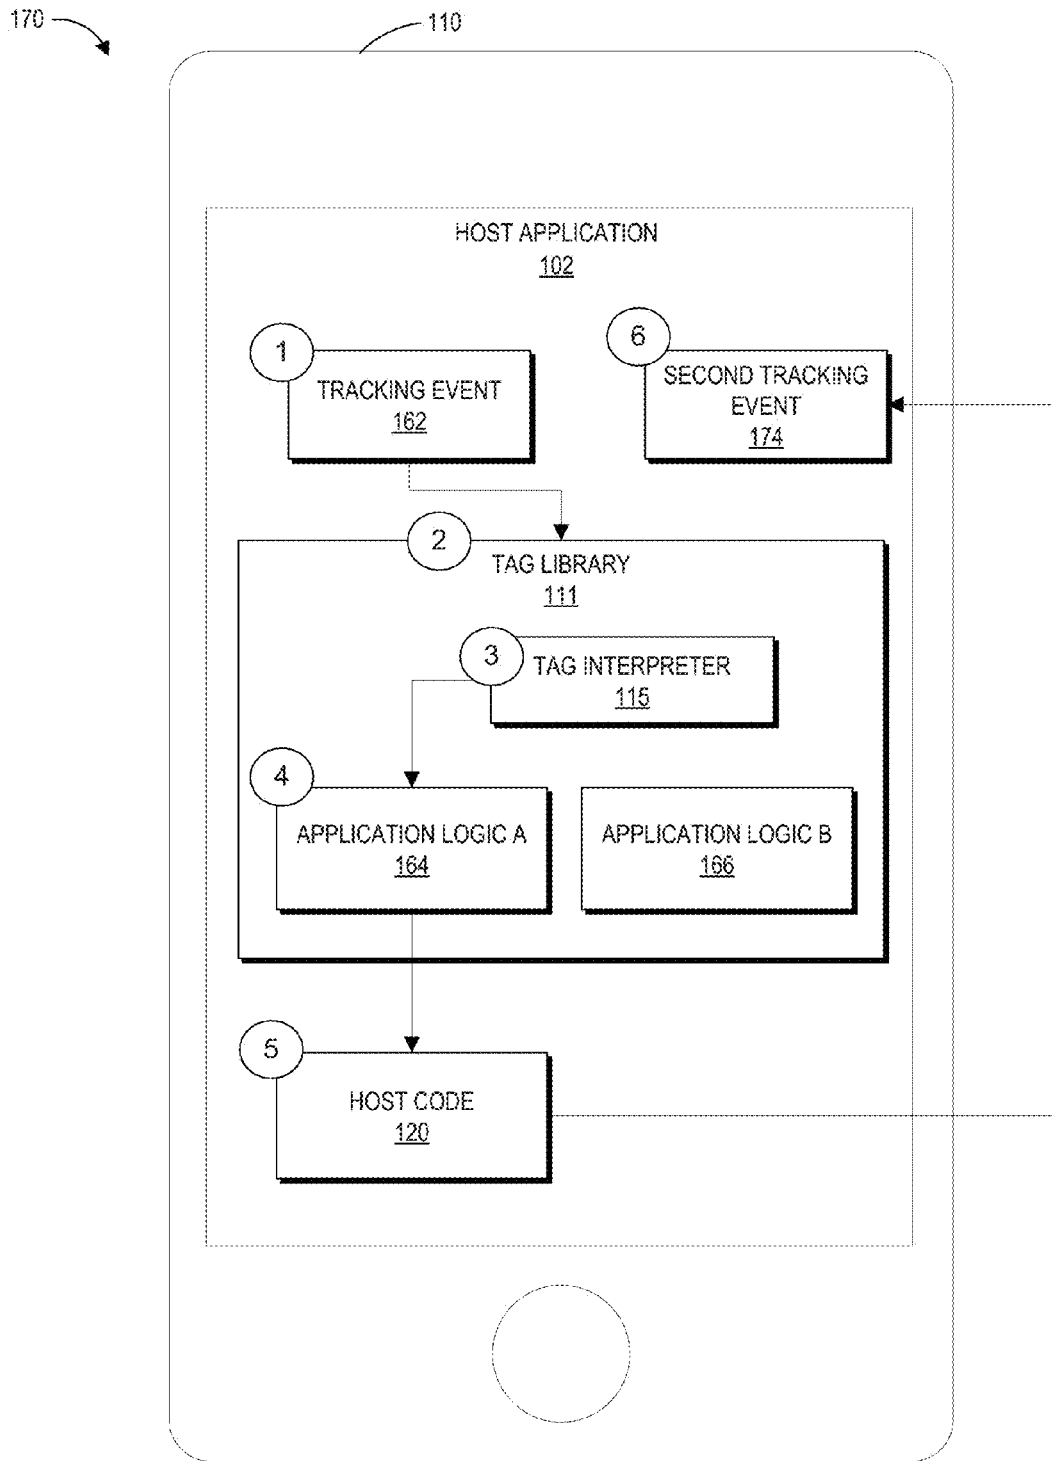 170
110
HOST APPLICATION
102
1
TRACKING EVENT
162
6
SECOND TRACKING
EVENT
174
2
TAG LIBRARY
111
3
TAG INTERPRETER
115
4
APPLICATION LOGIC A
164
APPLICATION LOGIC B
166
5
HOST CODE
120